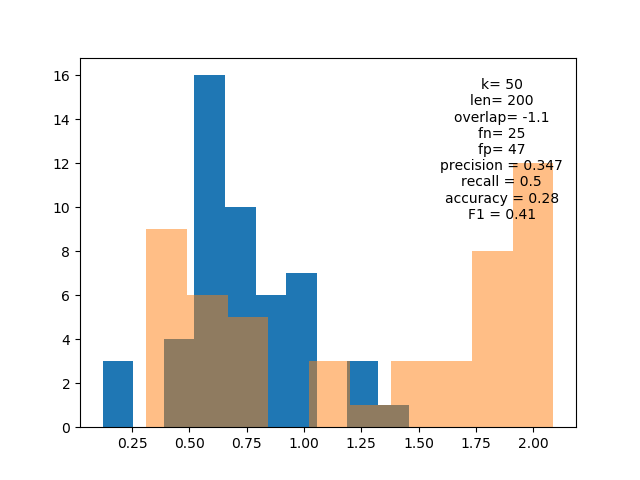 k= 50
len= 200
overlap= -1.1
fn= 25
fp= 47
precision = 0.347
recall = 0.5
accuracy = 0.28
F1 = 0.41
16
14
12
10
8
6
4
2
0
0.25 0.50 0.75 1.00 1.25 1.50 1.75 2.00